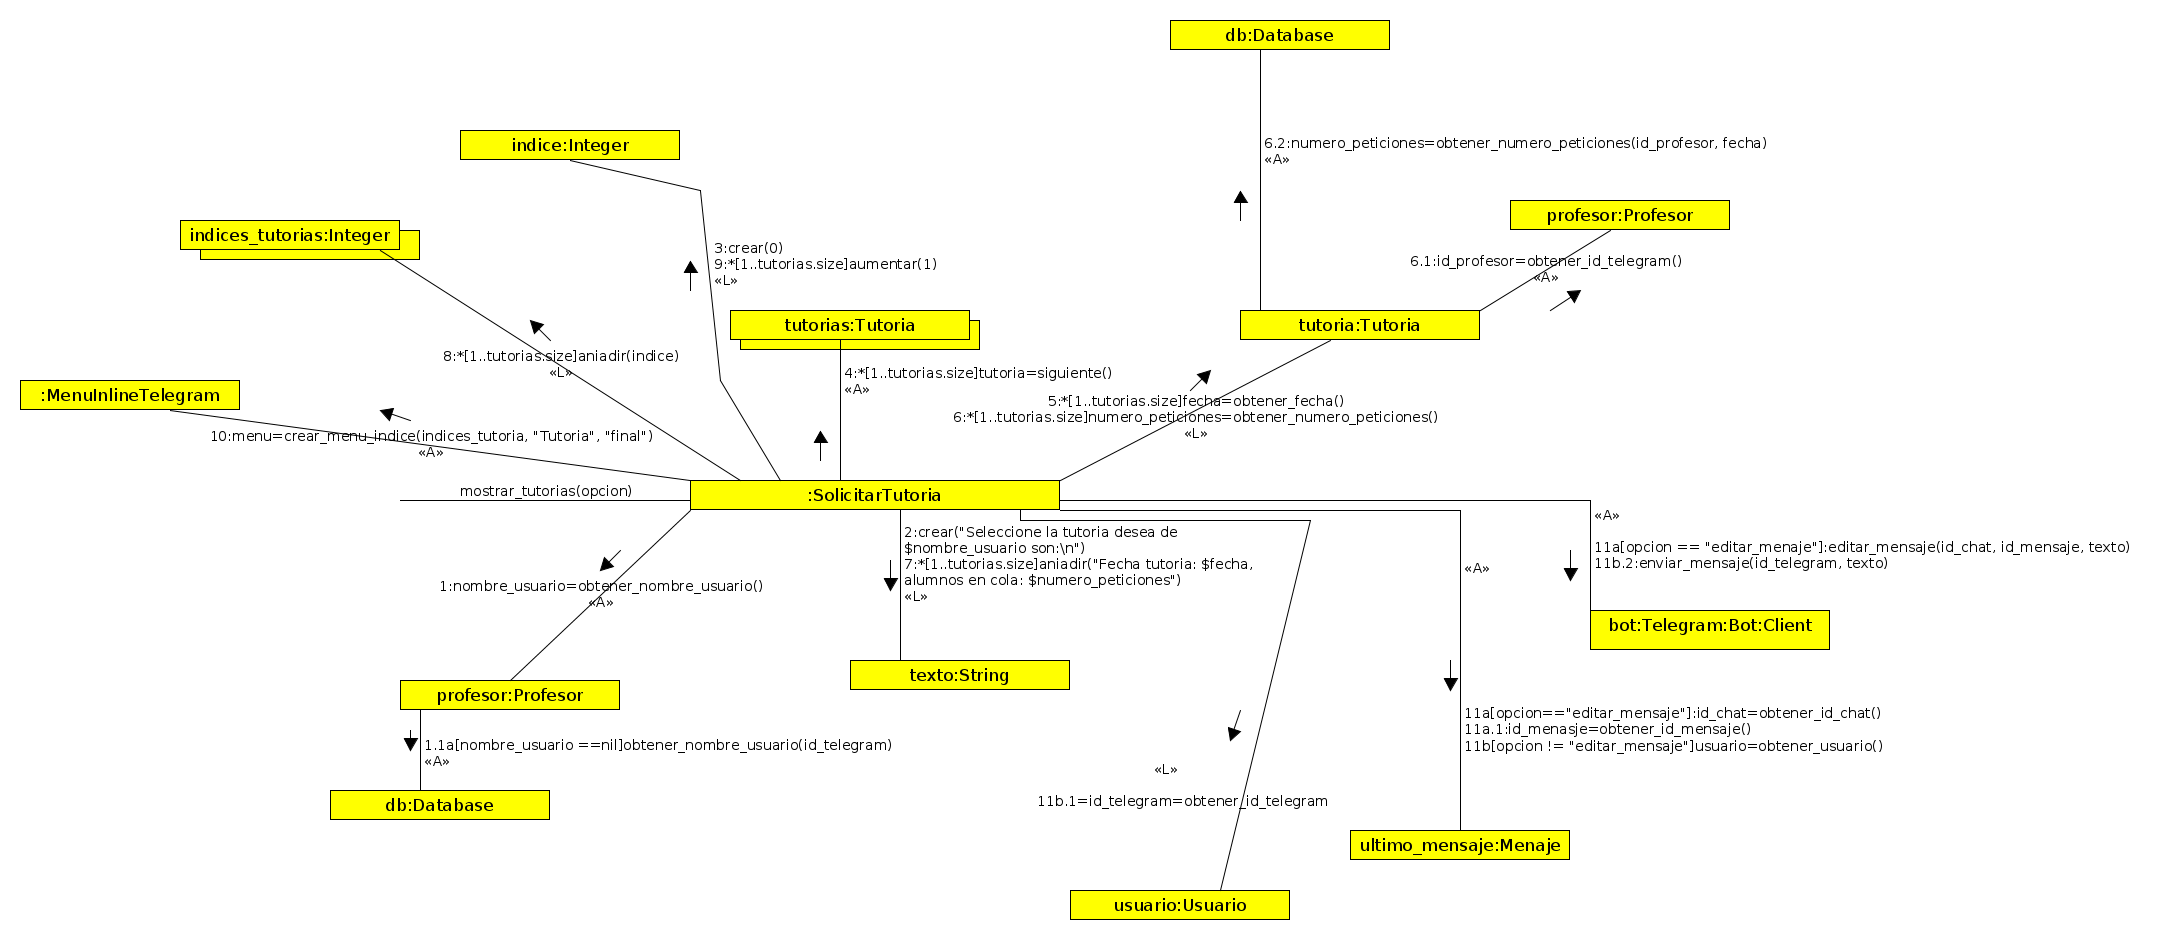 db:Database
indice:Integer
6.2:numero_peticiones=obtener_numero_peticiones(id_profesor, fecha)
«A»
profesor:Profesor
indices_tutorias:Integer
3:crear(0)
9:*[1..tutorias.size]aumentar(1)
«L»
6.1:id_profesor=obtener_id_telegram()
«A»
tutorias:Tutoria
tutoria:Tutoria
8:*[1..tutorias.size]aniadir(indice)
«L»
4:*[1..tutorias.size]tutoria=siguiente()
«A»
:MenuInlineTelegram
5:*[1..tutorias.size]fecha=obtener_fecha()
6:*[1..tutorias.size]numero_peticiones=obtener_numero_peticiones()
«L»
10:menu=crear_menu_indice(indices_tutoria, "Tutoria", "final")
«A»
mostrar_tutorias(opcion)
:SolicitarTutoria
2:crear("Seleccione la tutoria desea de
$nombre_usuario son:\n")
7:*[1..tutorias.size]aniadir("Fecha tutoria: $fecha,
alumnos en cola: $numero_peticiones")
«L»
«A»
11a[opcion == "editar_menaje"]:editar_mensaje(id_chat, id_mensaje, texto)
11b.2:enviar_mensaje(id_telegram, texto)
«A»
1:nombre_usuario=obtener_nombre_usuario()
«A»
bot:Telegram:Bot:Client
texto:String
profesor:Profesor
11a[opcion=="editar_mensaje"]:id_chat=obtener_id_chat()
11a.1:id_menasje=obtener_id_mensaje()
11b[opcion != "editar_mensaje"]usuario=obtener_usuario()
1.1a[nombre_usuario ==nil]obtener_nombre_usuario(id_telegram)
«A»
«L»
11b.1=id_telegram=obtener_id_telegram
db:Database
ultimo_mensaje:Menaje
usuario:Usuario